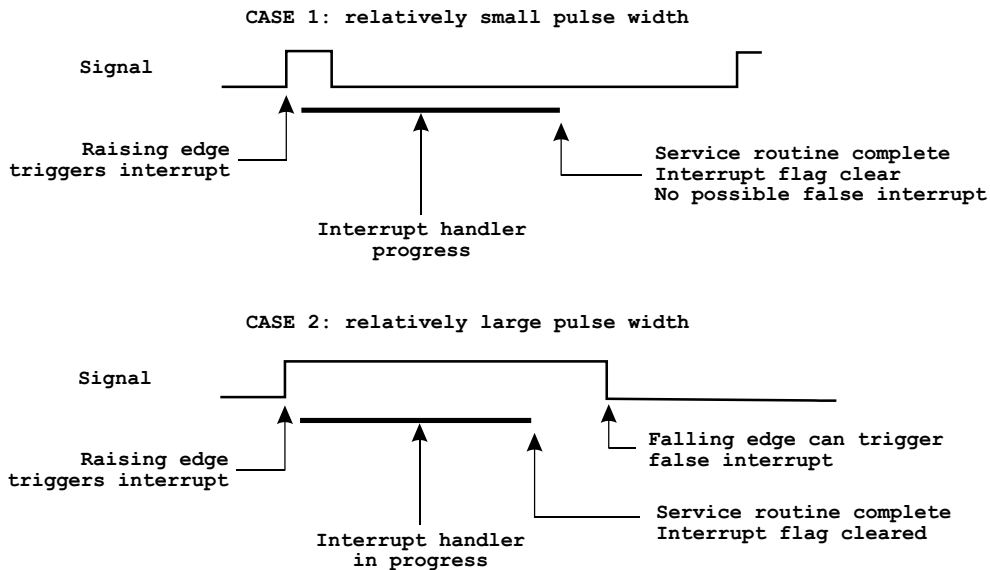 CASE 1: relatively small pulse width
Signal
Raising edge
triggers interrupt
Service routine complete
Interrupt flag clear
No possible false interrupt
Interrupt handler
progress
CASE 2: relatively large pulse width
Signal
Raising edge
triggers interrupt
Falling edge can trigger
false interrupt
Service routine complete
Interrupt flag cleared
Interrupt handler
in progress